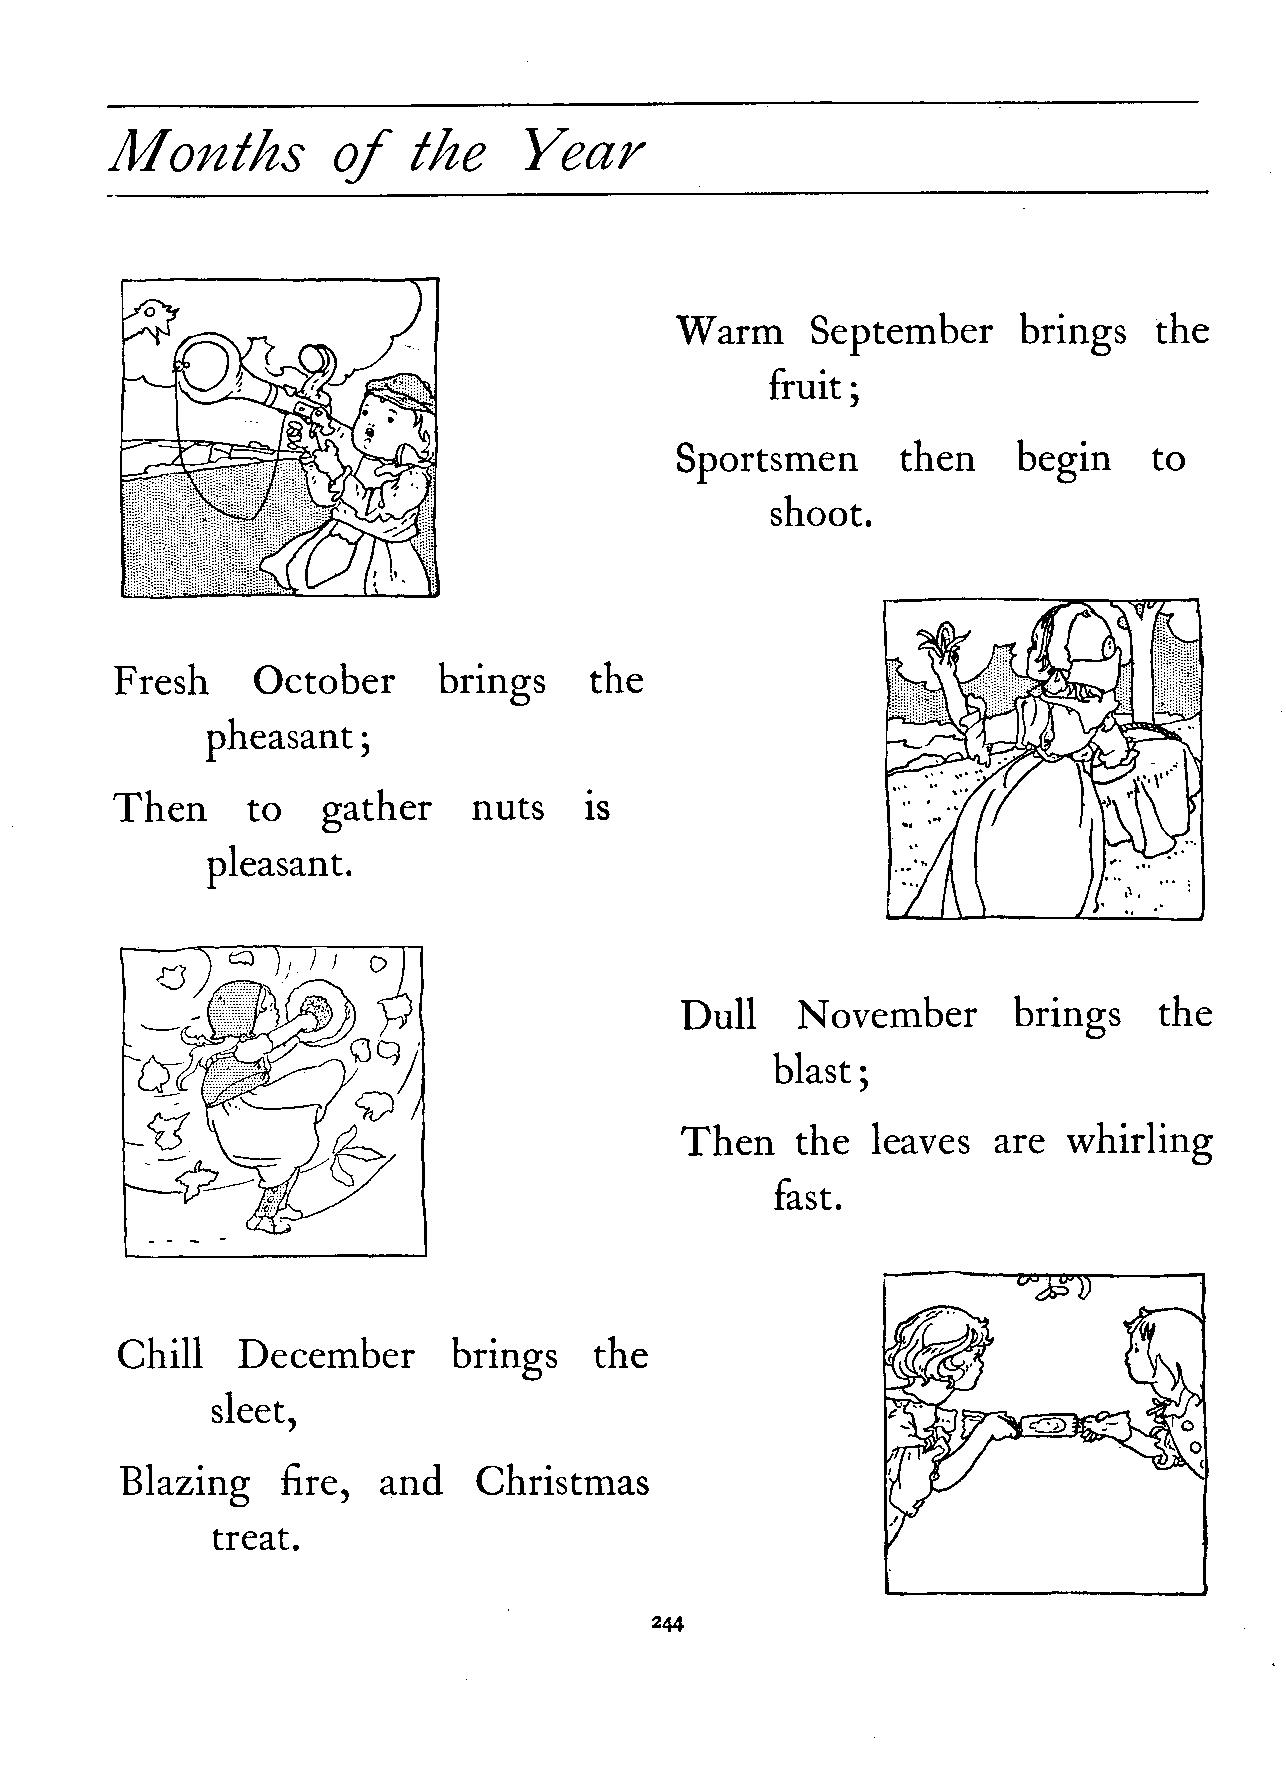 Months of the Year
Warm September brings the
fruit;
Sportsmen then begin to
shoot.
Fresh October brings the
pheasant;
Then to gather nuts is
pleasant.
Dull November brings the
blast;
Then the leaves are whirling
fast.
Chill December brings the
sleet,
Blazing fire, and Christmas
treat.
244